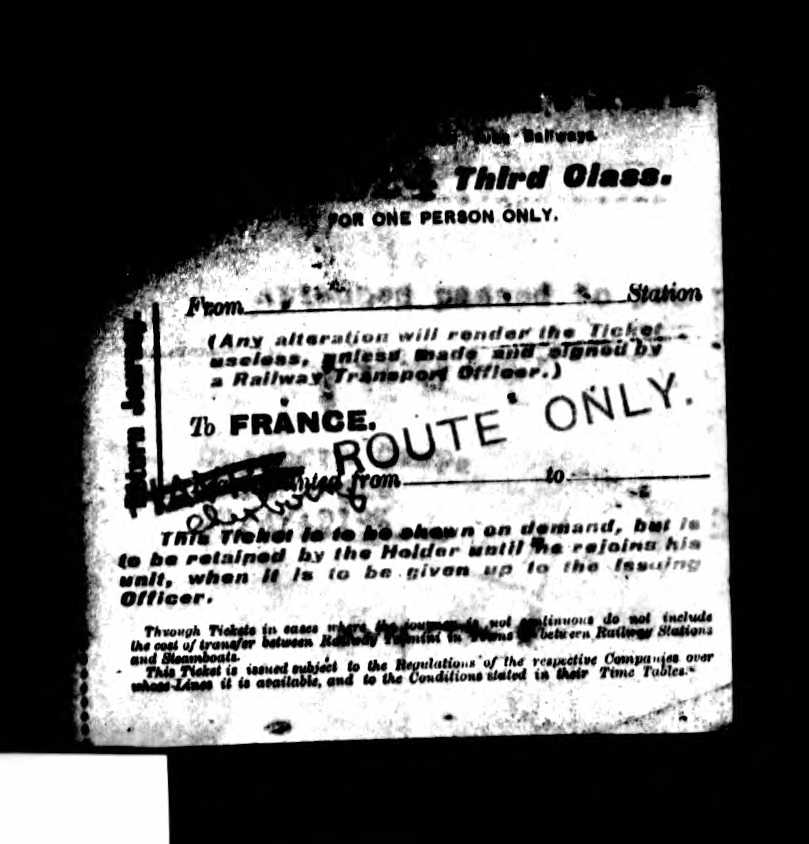 Railways.
Third Class.
FOR ONE PERSON ONLY.
From Station
(Any alteration will render the Ticket
useless, unless made and signed by
a Railway Transport Officer.)
To FRANCE.
ROUTE ONLY.
from to
Return Journey.
This Ticket is to be shewn on demand, but is
to be retained by the Holder until he rejoins his
unit, when it is to be given up to the Issuing
Officer.
Through Tickets in cases where the journey is not continuous do not include
the cost of transfer between Railway Termini in Towns between Railway Stations
and Steamboats.
This Ticket is issued subject to the Regulations of the respective Companies over
whose Lines it is available, and to the Conditions stated in their Time Tables.